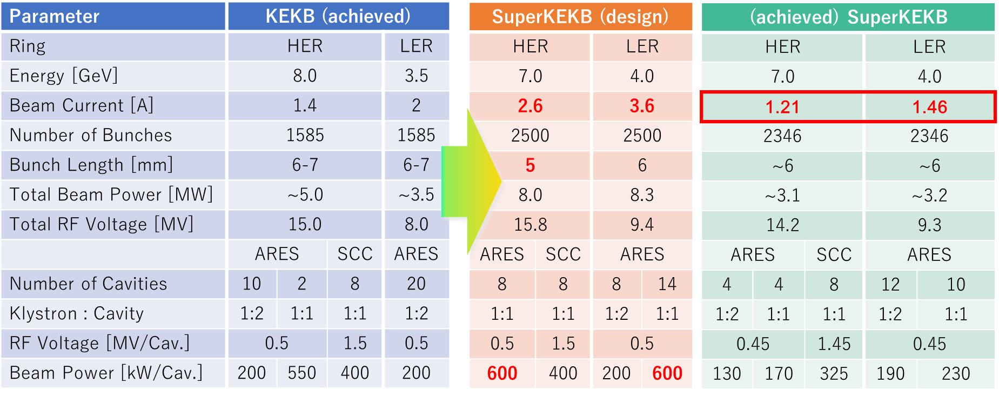 Parameter KEKB (achieved) SuperKEKB (design) (achieved) SuperKEKB
Ring HER LER HER LER HER LER
Energy [GeV] 8.0 3.5 7.0 4.0 7.0 4.0
Beam Current [A] 1.4 2 2.6 3.6 1.21 1.46
Number of Bunches 1585 1585 2500 2500 2346 2346
Bunch Length [mm] 6-7 6-7 5 6 ~6 ~6
Total Beam Power [MW] ~5.0 ~3.5 8.0 8.3 ~3.1 ~3.2
Total RF Voltage [MV] 15.0 8.0 15.8 9.4 14.2 9.3
ARES SCC ARES ARES SCC ARES ARES SCC ARES
Number of Cavities 10 2 8 20 8 8 8 14 4 4 8 12 10
Klystron : Cavity 1:2 1:1 1:1 1:2 1:1 1:1 1:2 1:1 1:2 1:1 1:1 1:2 1:1
RF Voltage [MV/Cav.] 0.5 1.5 0.5 0.5 1.5 0.5 0.45 1.45 0.45
Beam Power [kW/Cav.] 200 550 400 200 600 400 200 600 130 170 325 190 230